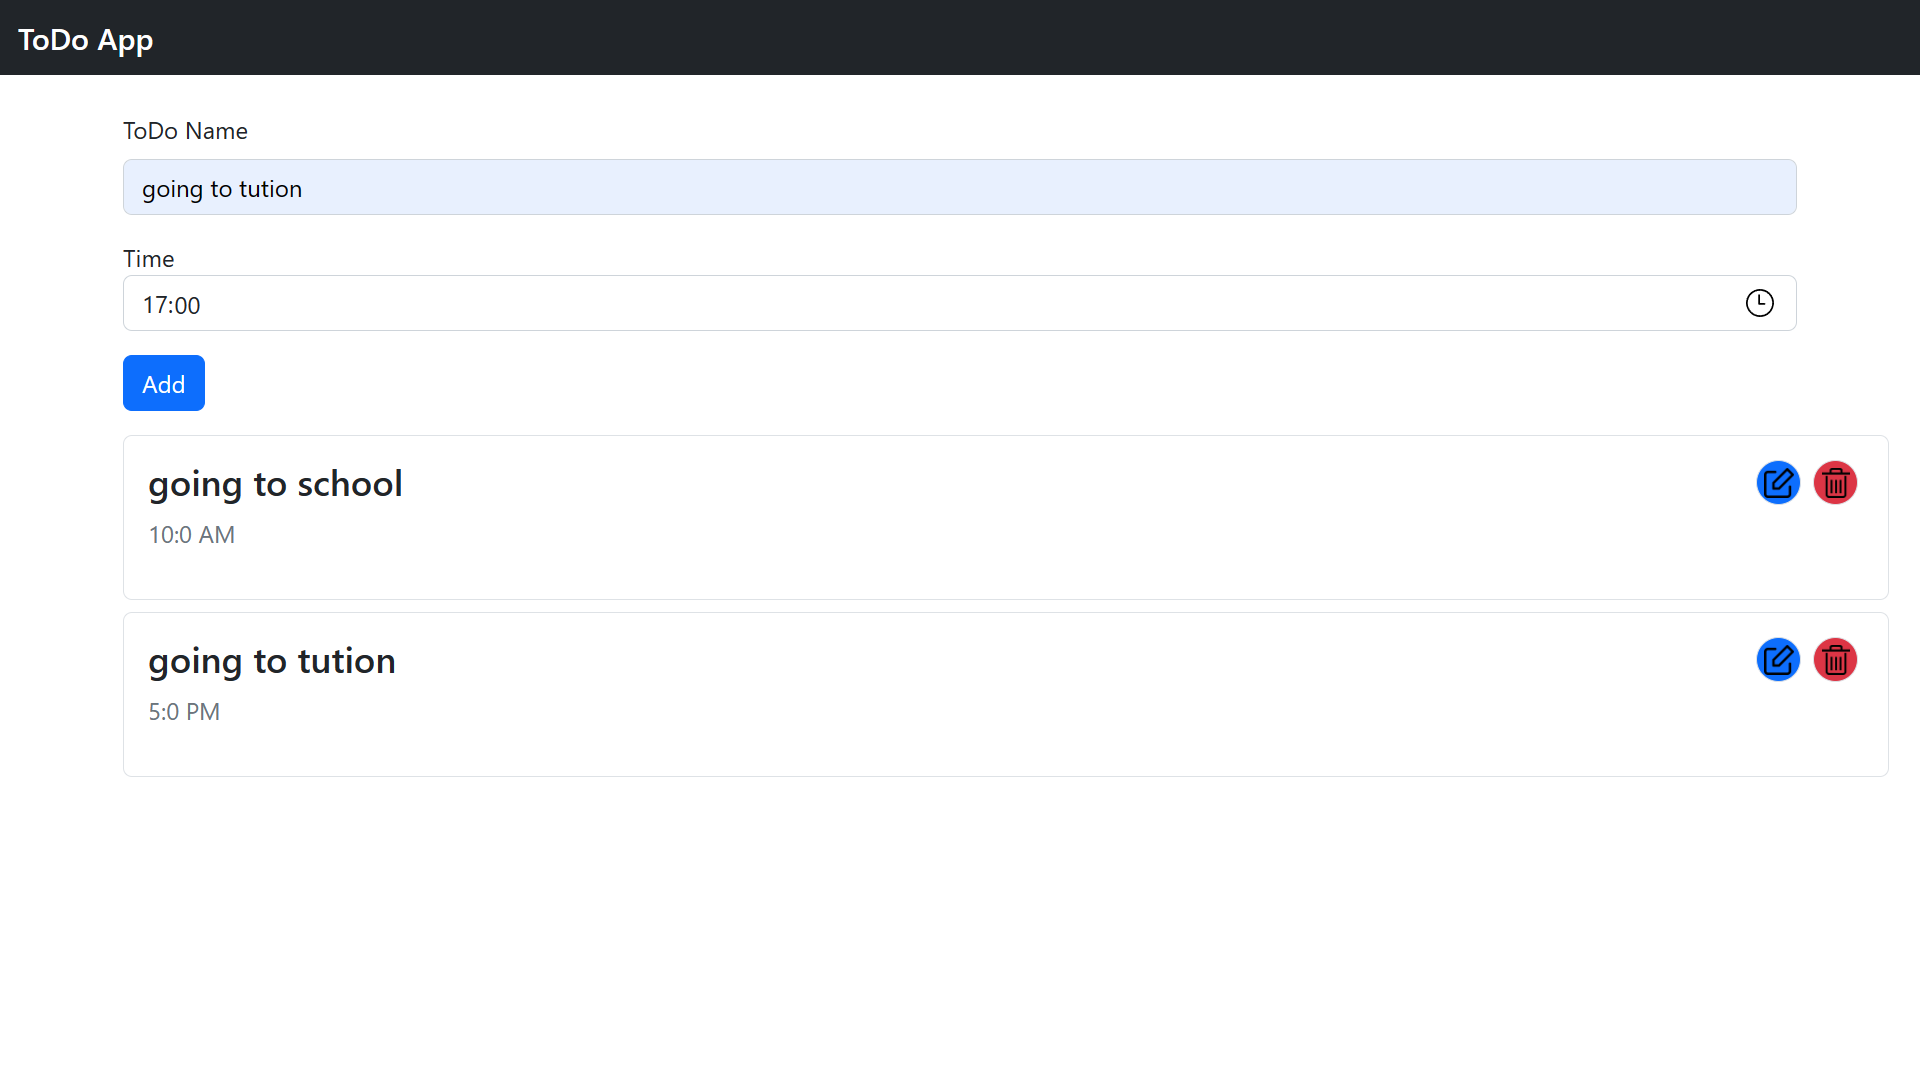 ToDo App
ToDo Name
going to tution
Time
17:00
Add
going to school
10:0 AM
going to tution
5:0 PM